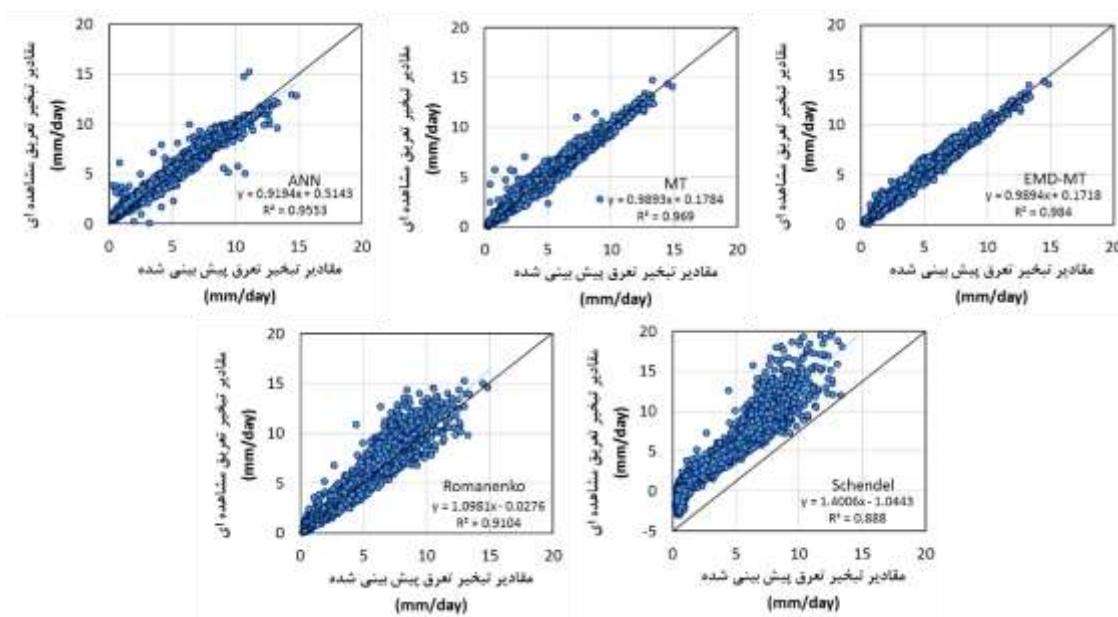 20
15
10
5
0
0 5 10 15 20
مقادیر تبخیر تعریق مشاهده ای
(mm/day)
ANN
y = 0.9194x + 0.5143
R² = 0.9553
مقادیر تبخیر تعرق پیش بینی شده
(mm/day)
20
15
10
5
0
0 5 10 15 20
مقادیر تبخیر تعریق مشاهده ای
(mm/day)
MT
y = 0.9893x + 0.1784
R² = 0.969
مقادیر تبخیر تعرق پیش بینی شده
(mm/day)
20
15
10
5
0
0 5 10 15 20
مقادیر تبخیر تعریق مشاهده ای
(mm/day)
EMD-MT
y = 0.9894x + 0.1718
R² = 0.984
مقادیر تبخیر تعرق پیش بینی شده
(mm/day)
20
15
10
5
0
0 5 10 15 20
مقادیر تبخیر تعریق مشاهده ای
(mm/day)
Romanenko
y = 1.0981x - 0.0276
R² = 0.9104
مقادیر تبخیر تعرق پیش بینی شده
(mm/day)
20
15
10
5
0
-5
0 5 10 15 20
مقادیر تبخیر تعریق مشاهده ای
(mm/day)
Schendel
y = 1.4006x - 1.0443
R² = 0.888
مقادیر تبخیر تعرق پیش بینی شده
(mm/day)